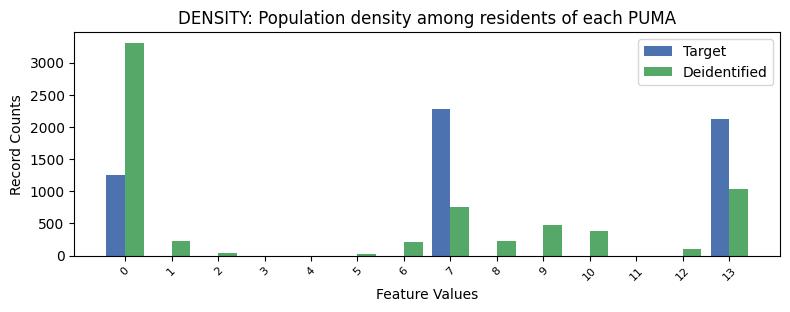 DENSITY: Population density among residents of each PUMA
Target
Deidentified
Record Counts
3000
2500
2000
1500
1000
500
0
0 1 2 3 4 5 6 7 8 9 10 11 12 13
Feature Values